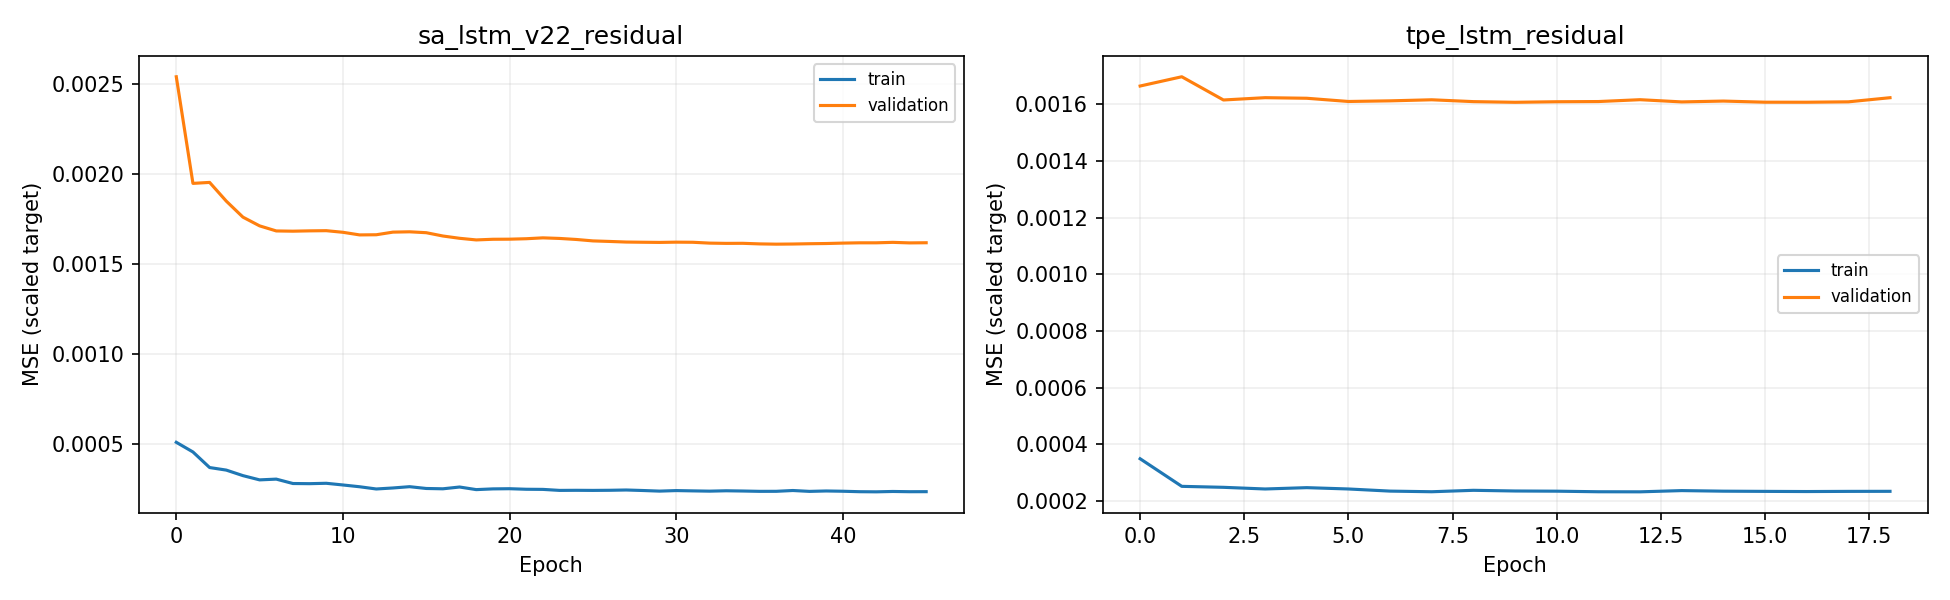 sa_lstm_v22_residual
MSE (scaled target)
0.0025
0.0020
0.0015
0.0010
0.0005
train
validation
0
10
20
30
40
Epoch
tpe_lstm_residual
MSE (scaled target)
0.0016
0.0014
0.0012
0.0010
0.0008
0.0006
0.0004
0.0002
train
validation
0.0
2.5
5.0
7.5
10.0
12.5
15.0
17.5
Epoch